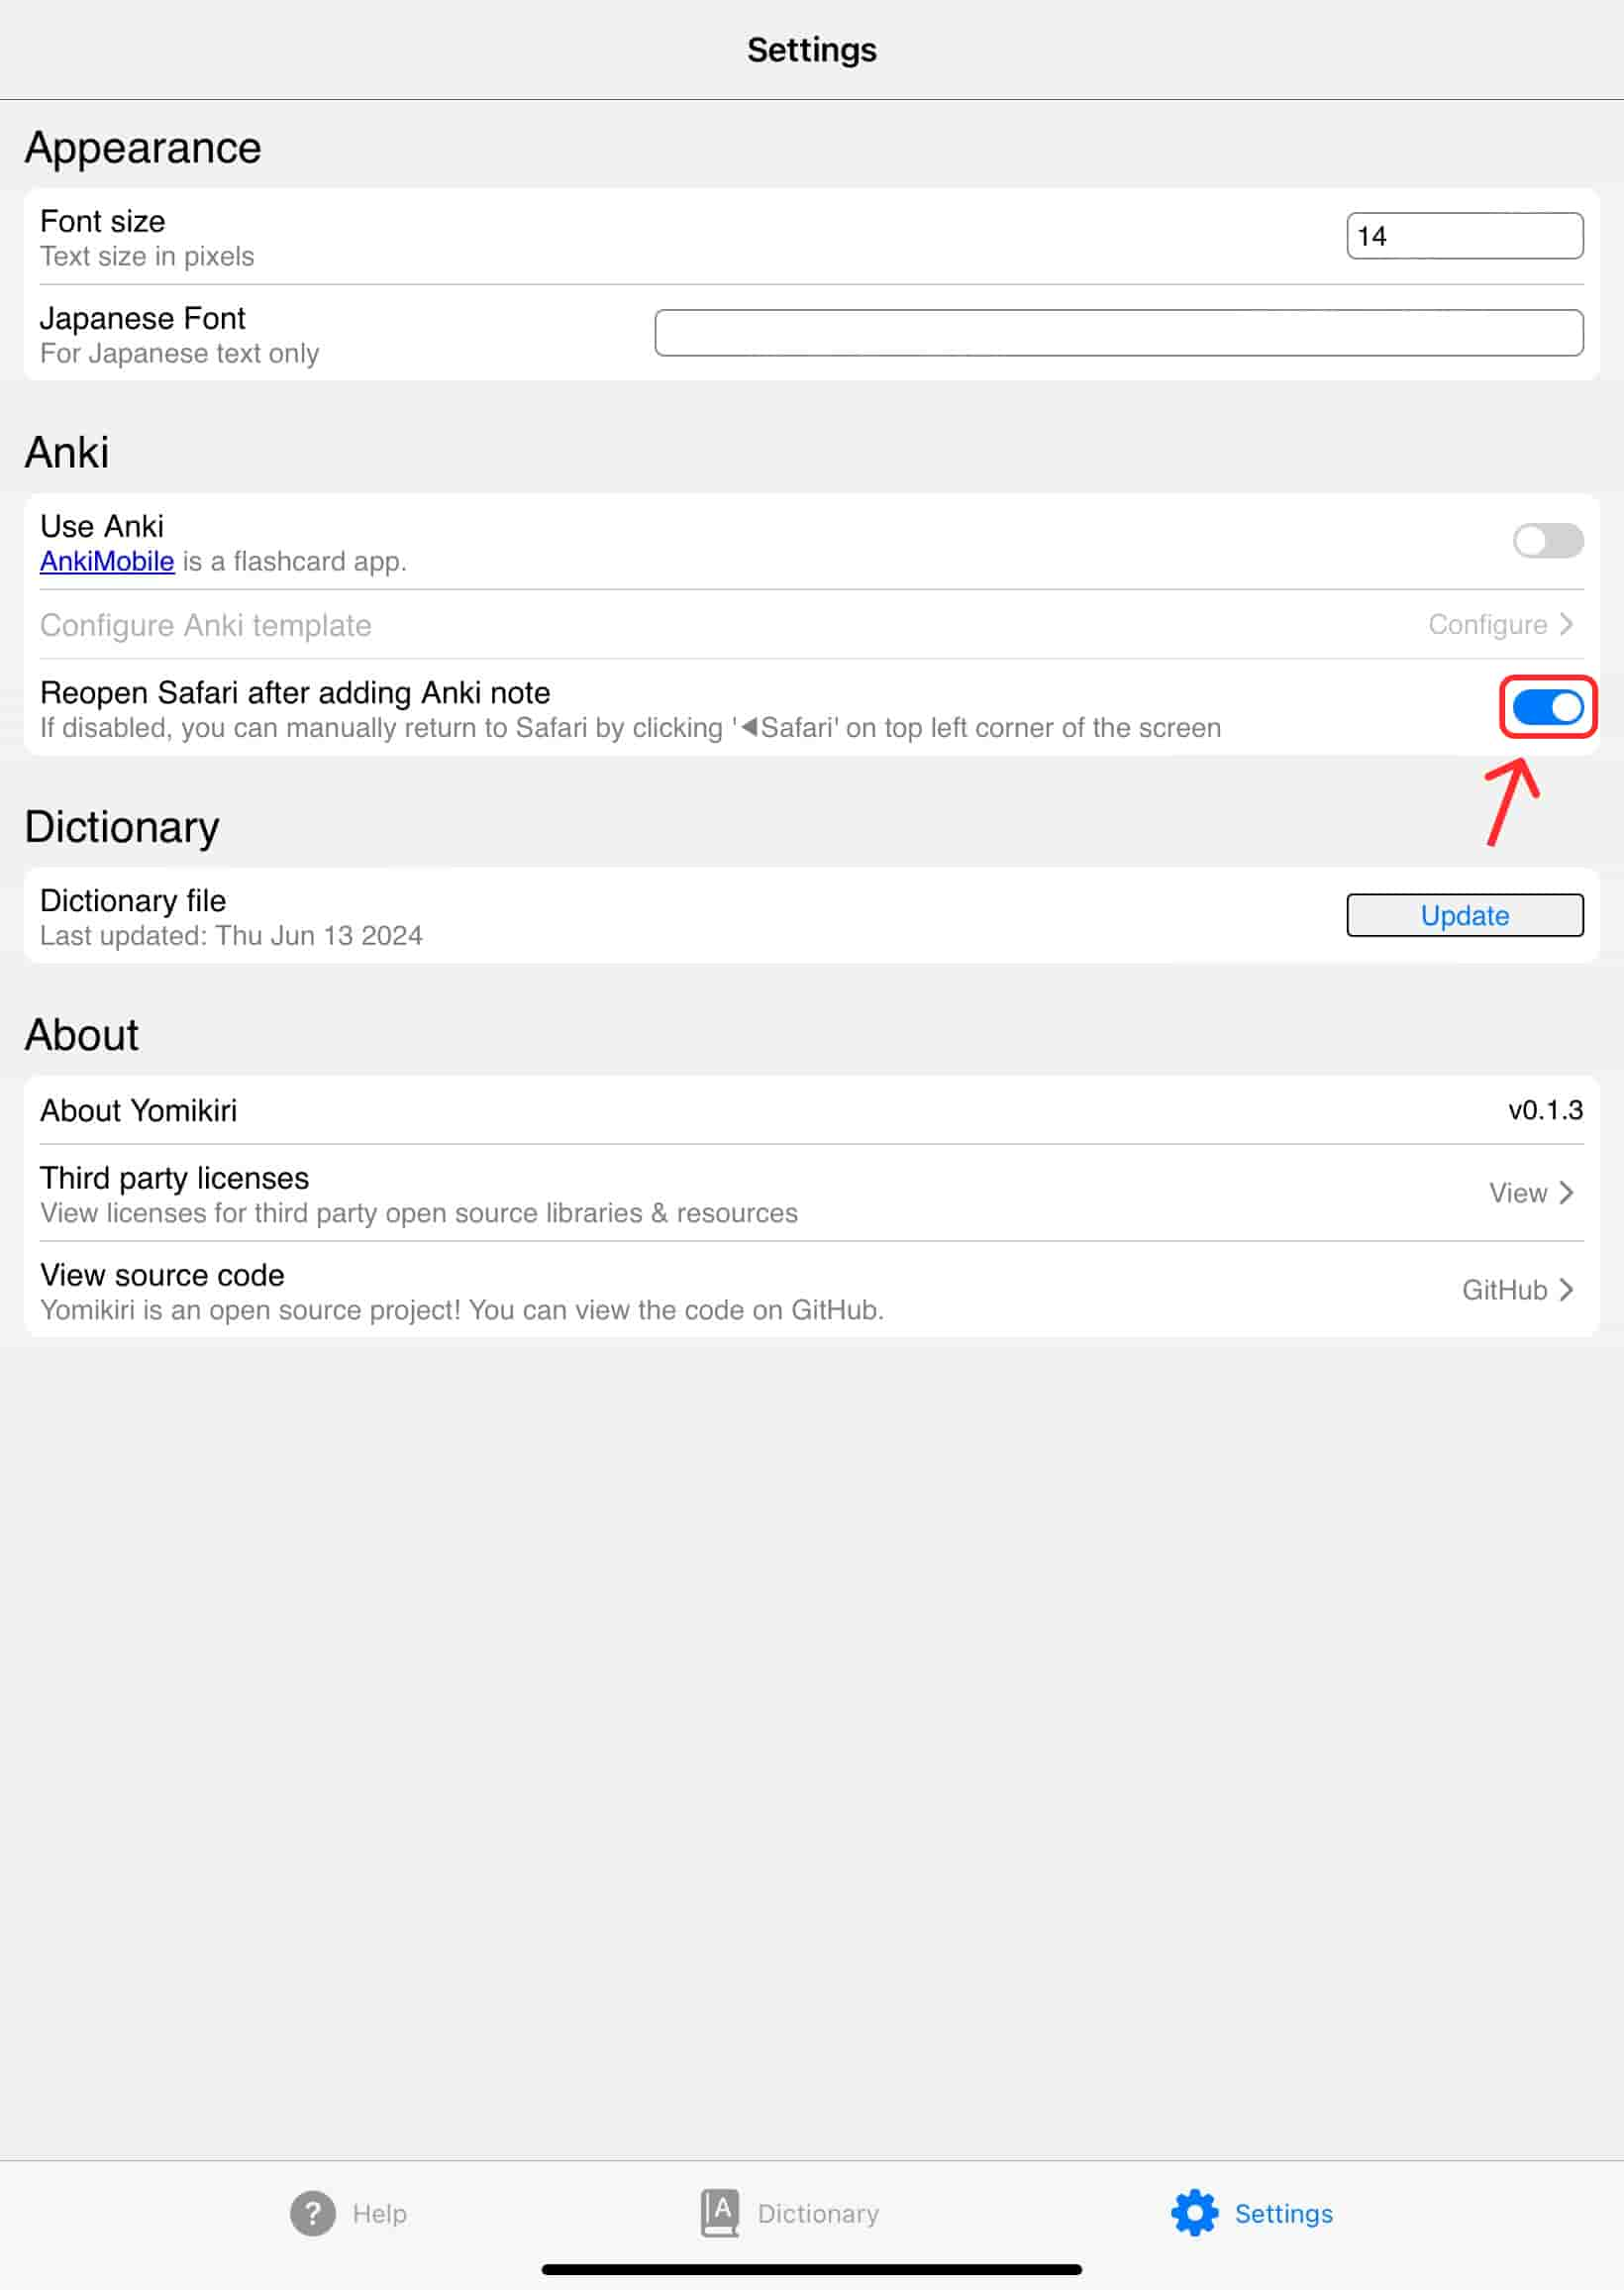 Settings
Appearance
Font size
Text size in pixels
14
Japanese Font
For Japanese text only
Anki
Use Anki
AnkiMobile is a flashcard app.
Configure Anki template
Configure
Reopen Safari after adding Anki note
If disabled, you can manually return to Safari by clicking '◀Safari' on top left corner of the screen
Dictionary
Dictionary file
Last updated: Thu Jun 13 2024
Update
About
About Yomikiri
v0.1.3
Third party licenses
View licenses for third party open source libraries & resources
View
View source code
Yomikiri is an open source project! You can view the code on GitHub.
GitHub
? Help
A Dictionary
Settings